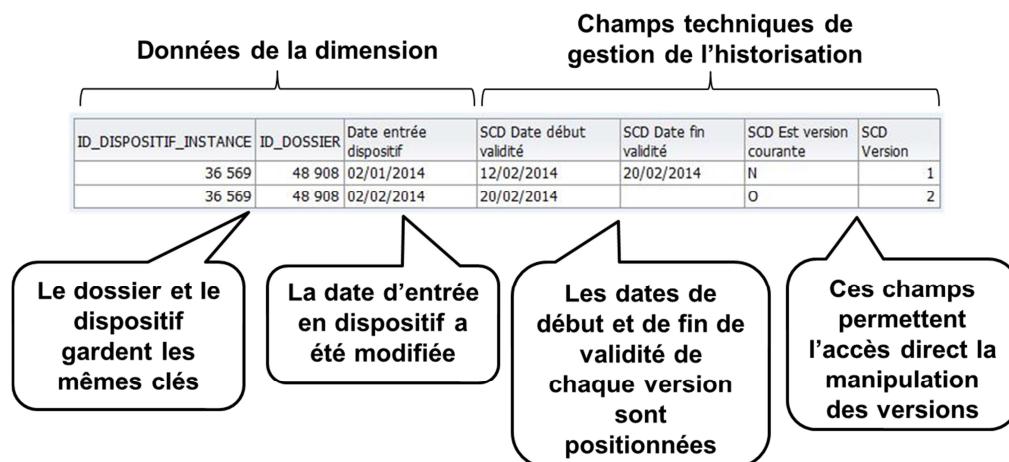 Données de la dimension
Champs techniques de
gestion de l'historisation
ID_DISPOSITIF_INSTANCE ID_DOSSIER Date entrée dispositif SCD Date début validité SCD Date fin validité SCD Est version courante SCD Version
36 569 48 908 02/01/2014 12/02/2014 20/02/2014 N 1
36 569 48 908 02/02/2014 20/02/2014 O 2
Le dossier et le
dispositif
gardent les
mêmes clés
La date d'entrée
en dispositif a
été modifiée
Les dates de
début et de fin de
validité de
chaque version
sont
positionnées
Ces champs
permettent
l'accès direct la
manipulation
des versions